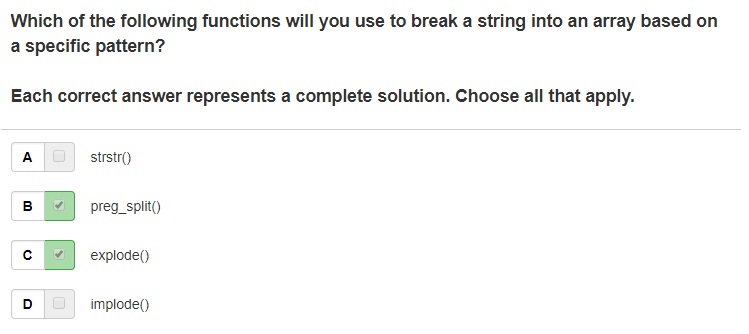 Which of the following functions will you use to break a string into an array based on
a specific pattern?
Each correct answer represents a complete solution. Choose all that apply.
A strstr()
B preg_split()
C explode()
D implode()